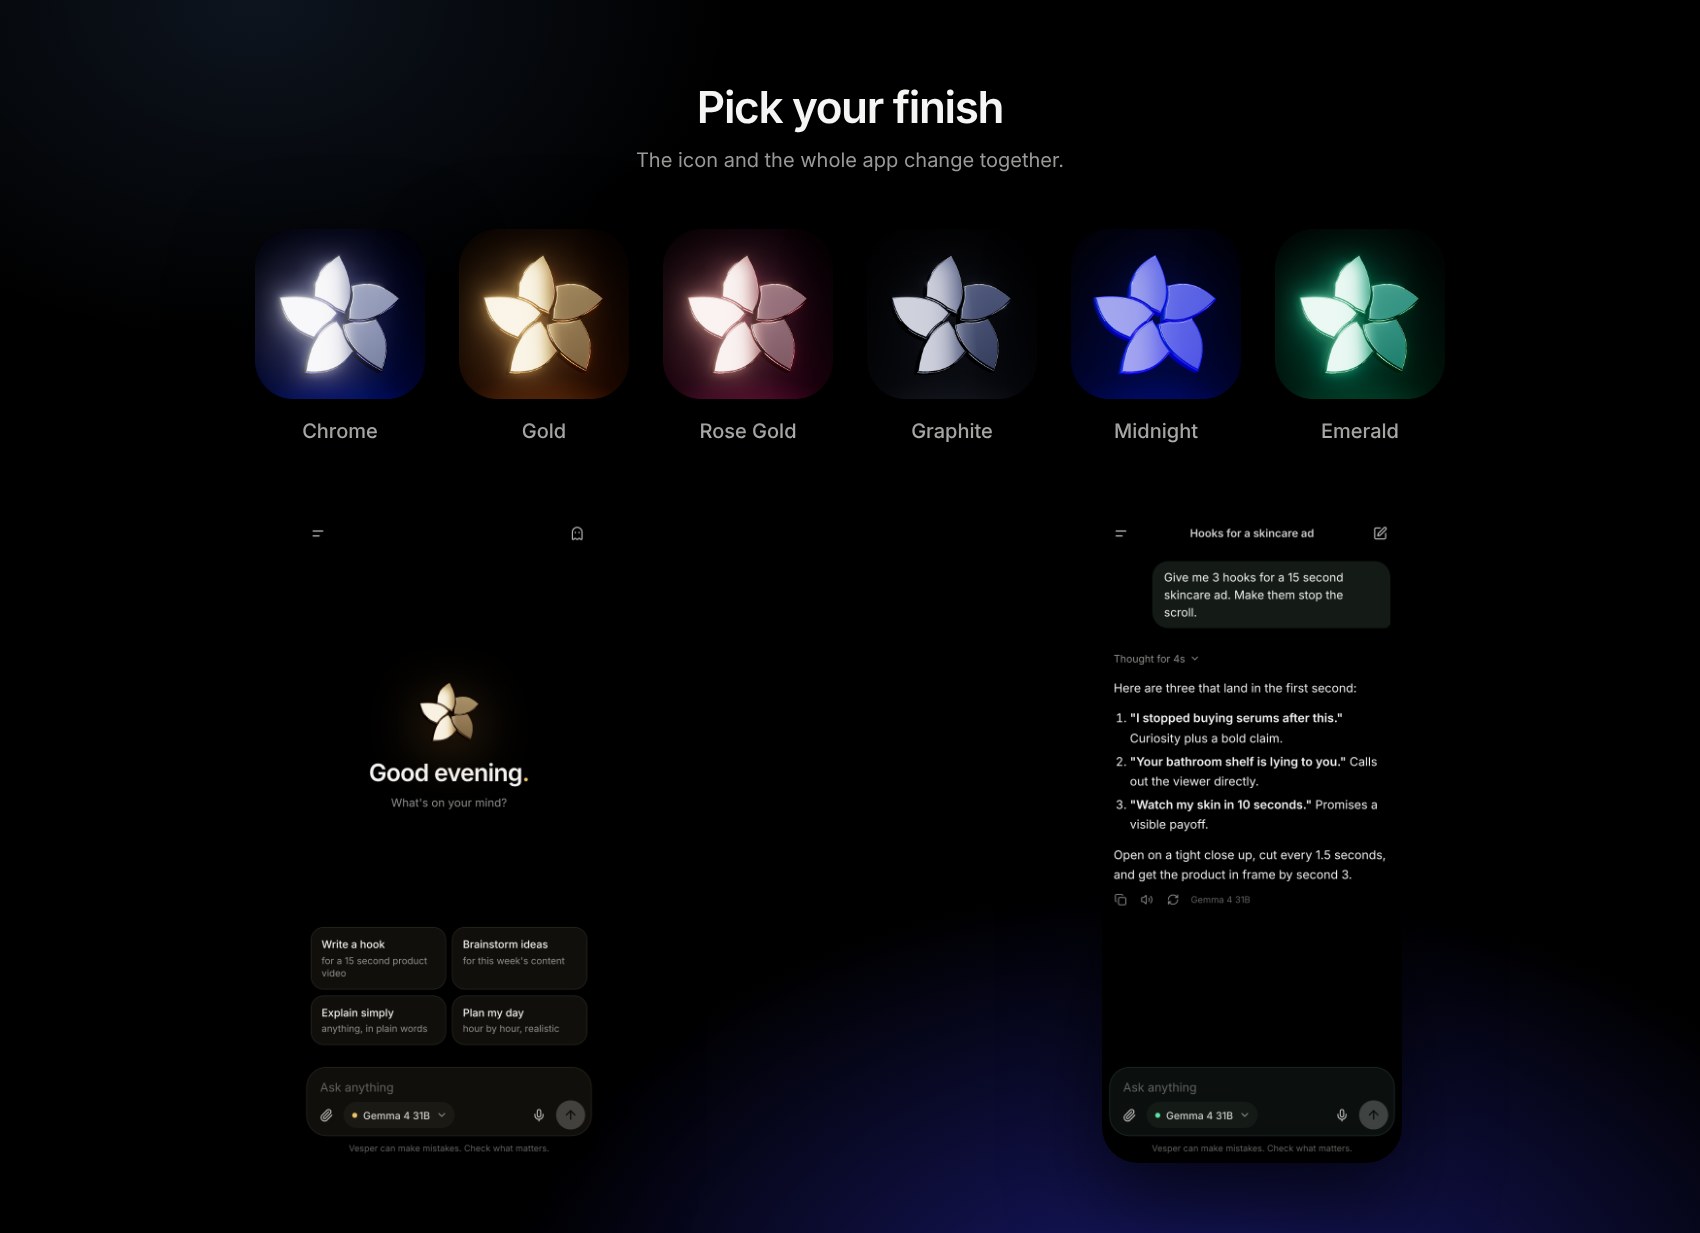 Pick your finish
The icon and the whole app change together.
Chrome
Gold
Rose Gold
Graphite
Midnight
Emerald
Good evening.
What's on your mind?
Write a hook
for a 15 second product
video
Brainstorm ideas
for this week's content
Explain simply
anything, in plain words
Plan my day
hour by hour, realistic
Ask anything
Gemma 4 31B
Vesper can make mistakes. Check what matters.
Hooks for a skincare ad
Give me 3 hooks for a 15 second
skincare ad. Make them stop the
scroll.
Thought for 4s
Here are three that land in the first second:
1. "I stopped buying serums after this."
Curiosity plus a bold claim.
2. "Your bathroom shelf is lying to you." Calls
out the viewer directly.
3. "Watch my skin in 10 seconds." Promises a
visible payoff.
Open on a tight close up, cut every 1.5 seconds,
and get the product in frame by second 3.
Gemma 4 31B
Ask anything
Gemma 4 31B
Vesper can make mistakes. Check what matters.